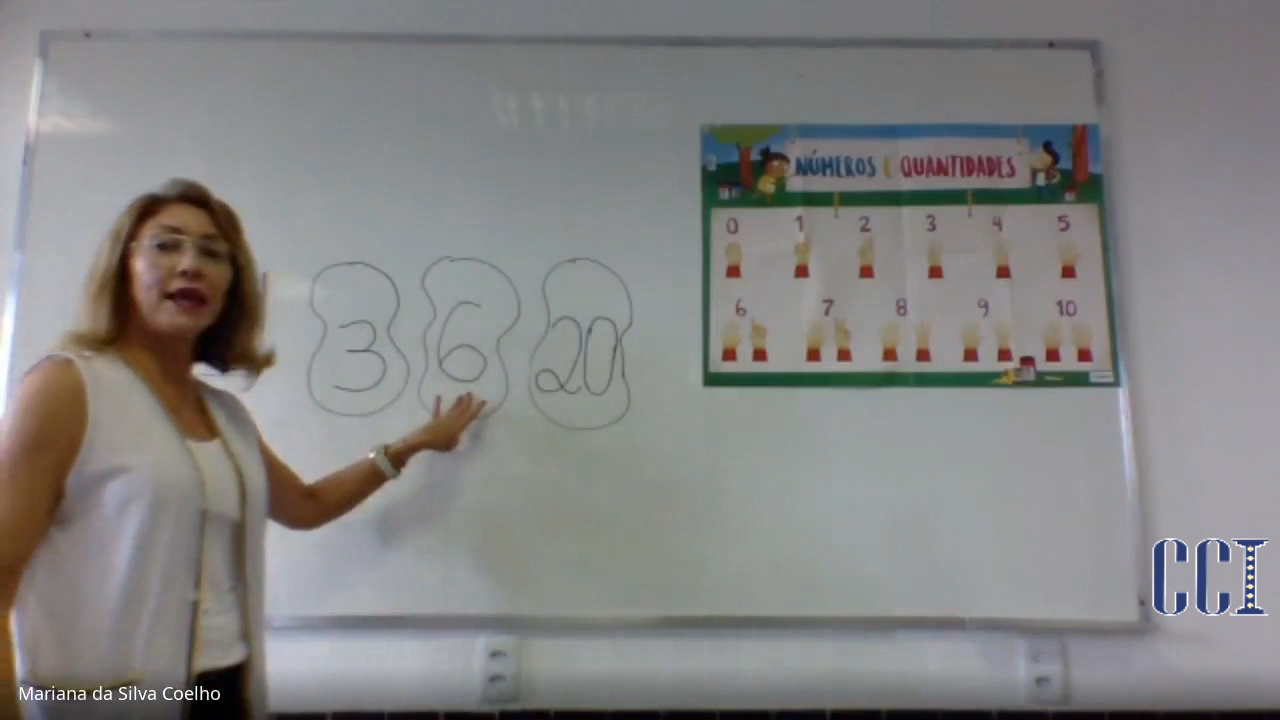 NÚMEROS E QUANTIDADES
0 1 2 3 4 5
6 7 8 9 10
3 6 20
CCI
Mariana da Silva Coelho